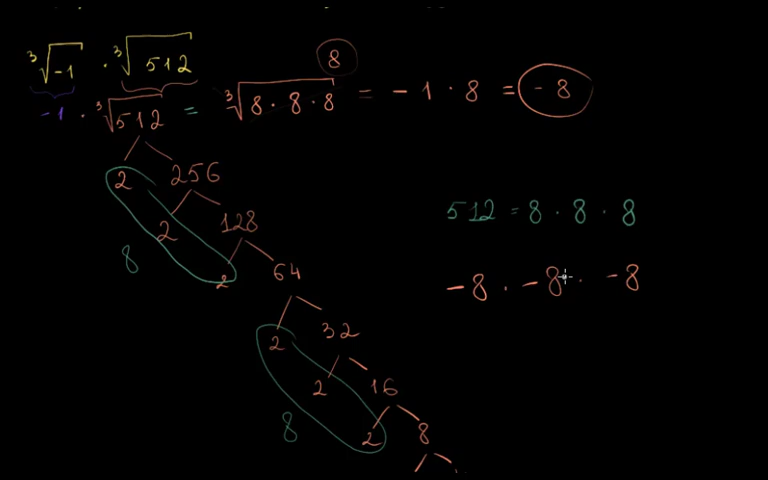 ∛-1 · ∛512
-1 · ∛512 = ∛8 · 8 · 8 = -1 · 8 = -8
8
2 256
2 128
8 2 64
2 32
2 16
8 2 8
512 = 8 · 8 · 8
-8 · -8 · -8